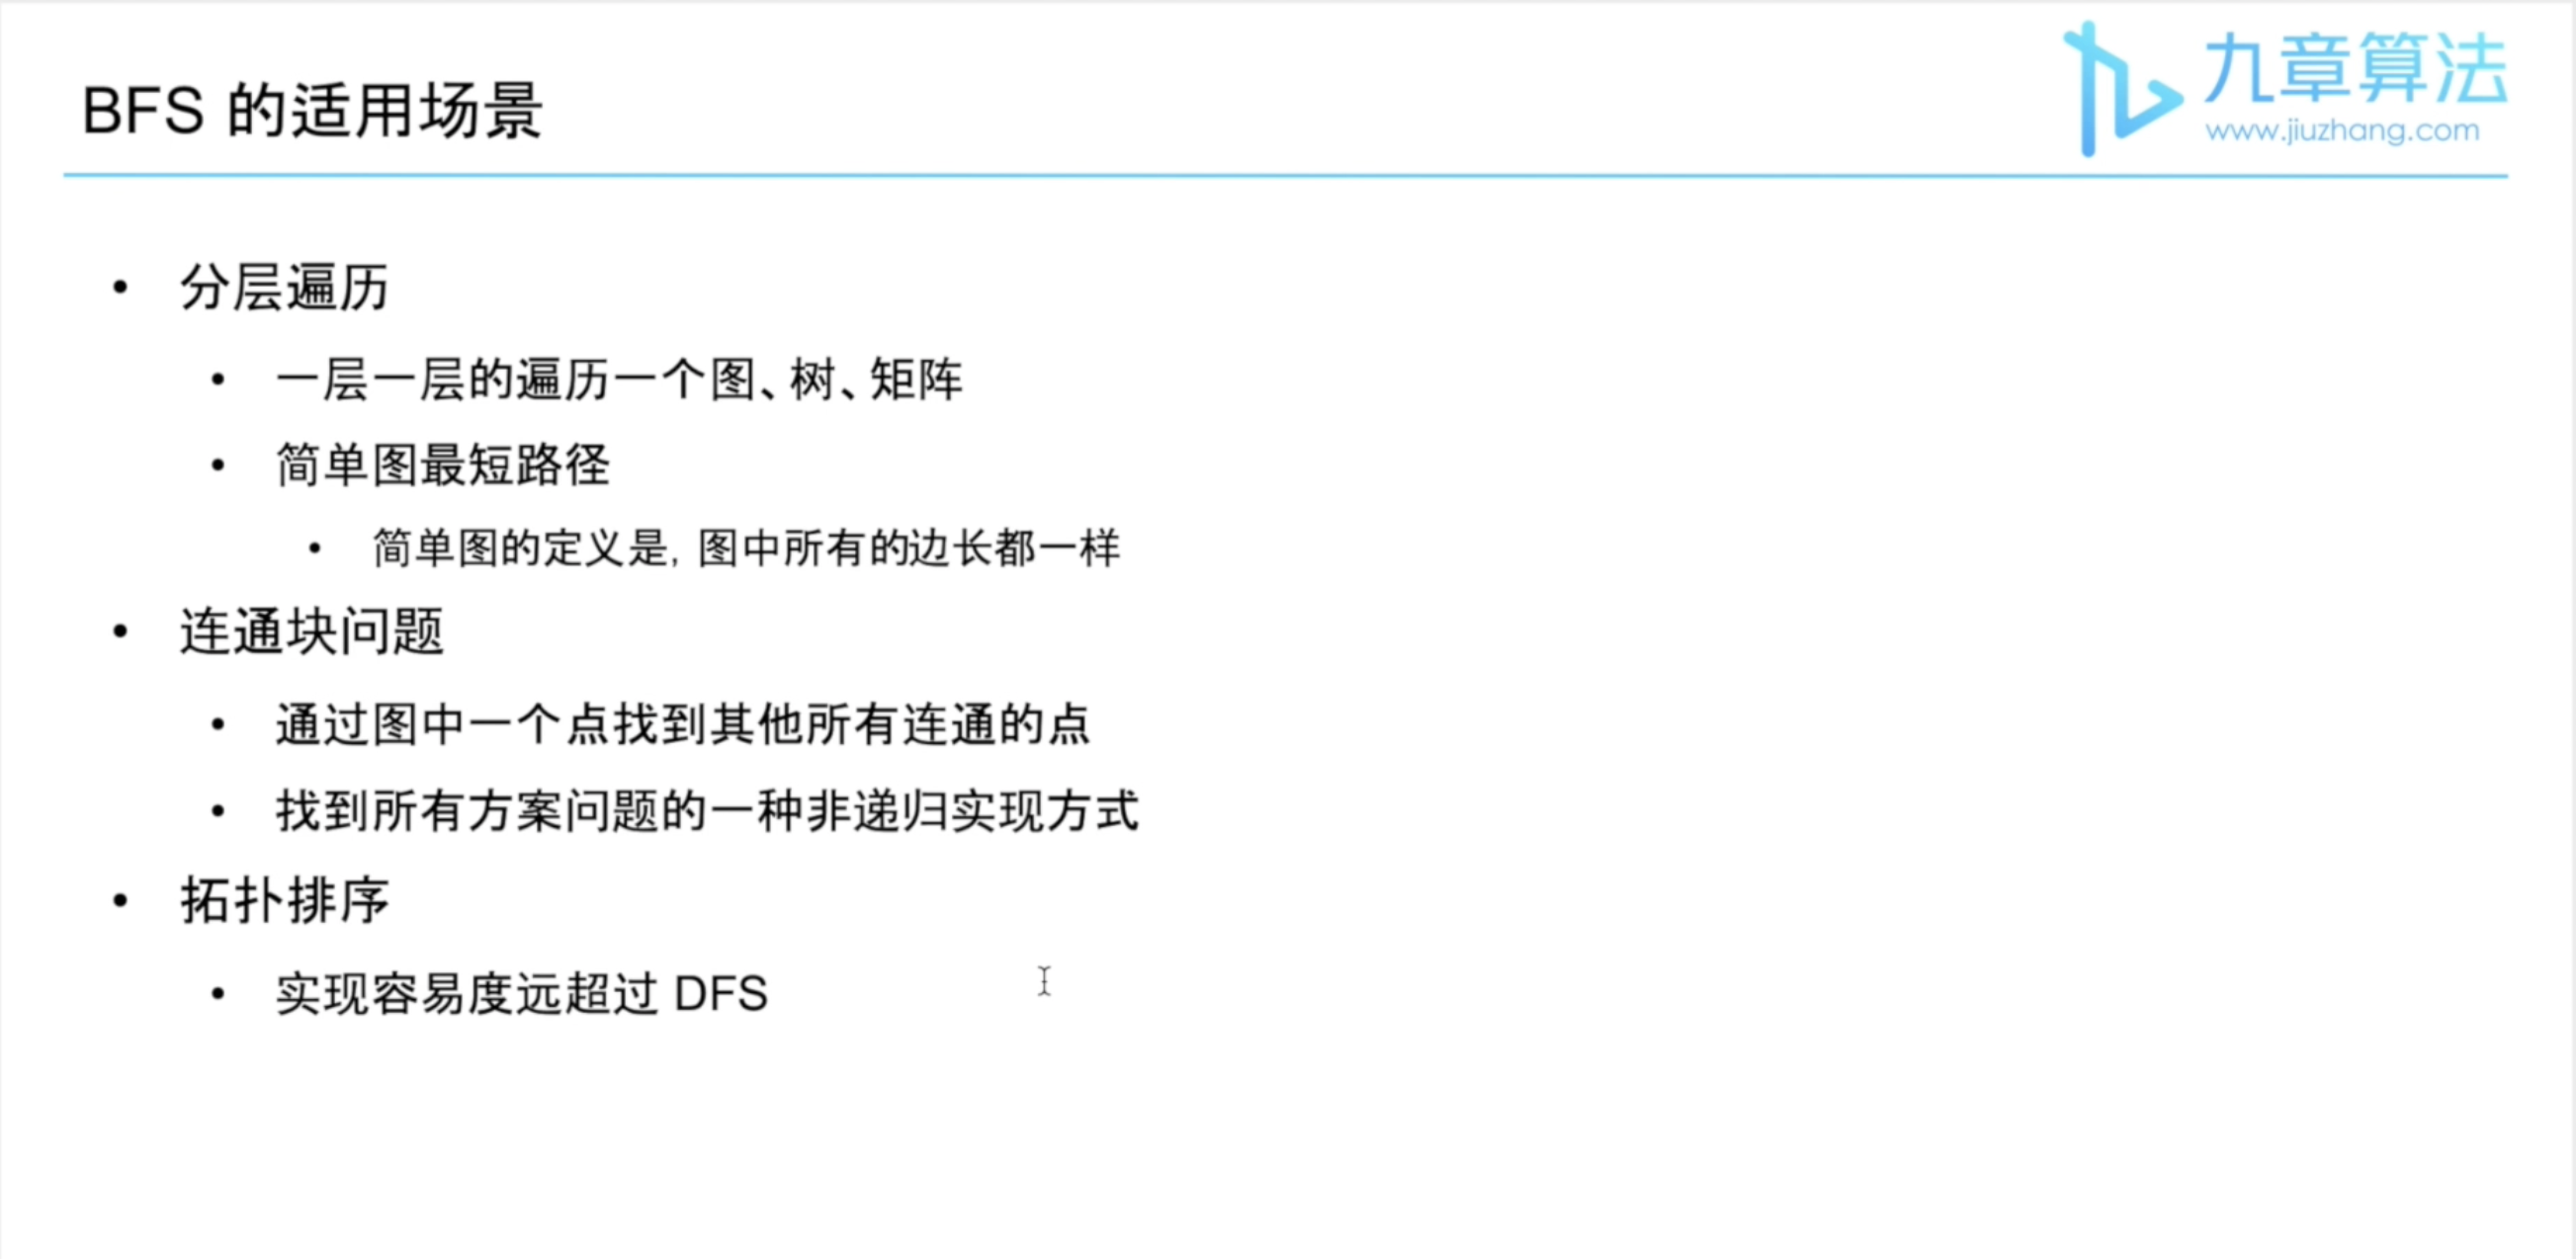 BFS 的适用场景
九章算法
www.jiuzhang.com
• 分层遍历
• 一层一层的遍历一个图、树、矩阵
• 简单图最短路径
• 简单图的定义是, 图中所有的边长都一样
• 连通块问题
• 通过图中一个点找到其他所有连通的点
• 找到所有方案问题的一种非递归实现方式
• 拓扑排序
• 实现容易度远超过 DFS